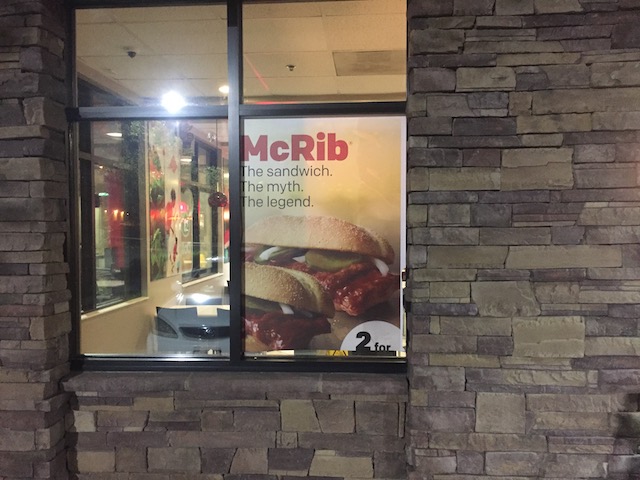 McRib®
The sandwich.
The myth.
The legend.
2 for